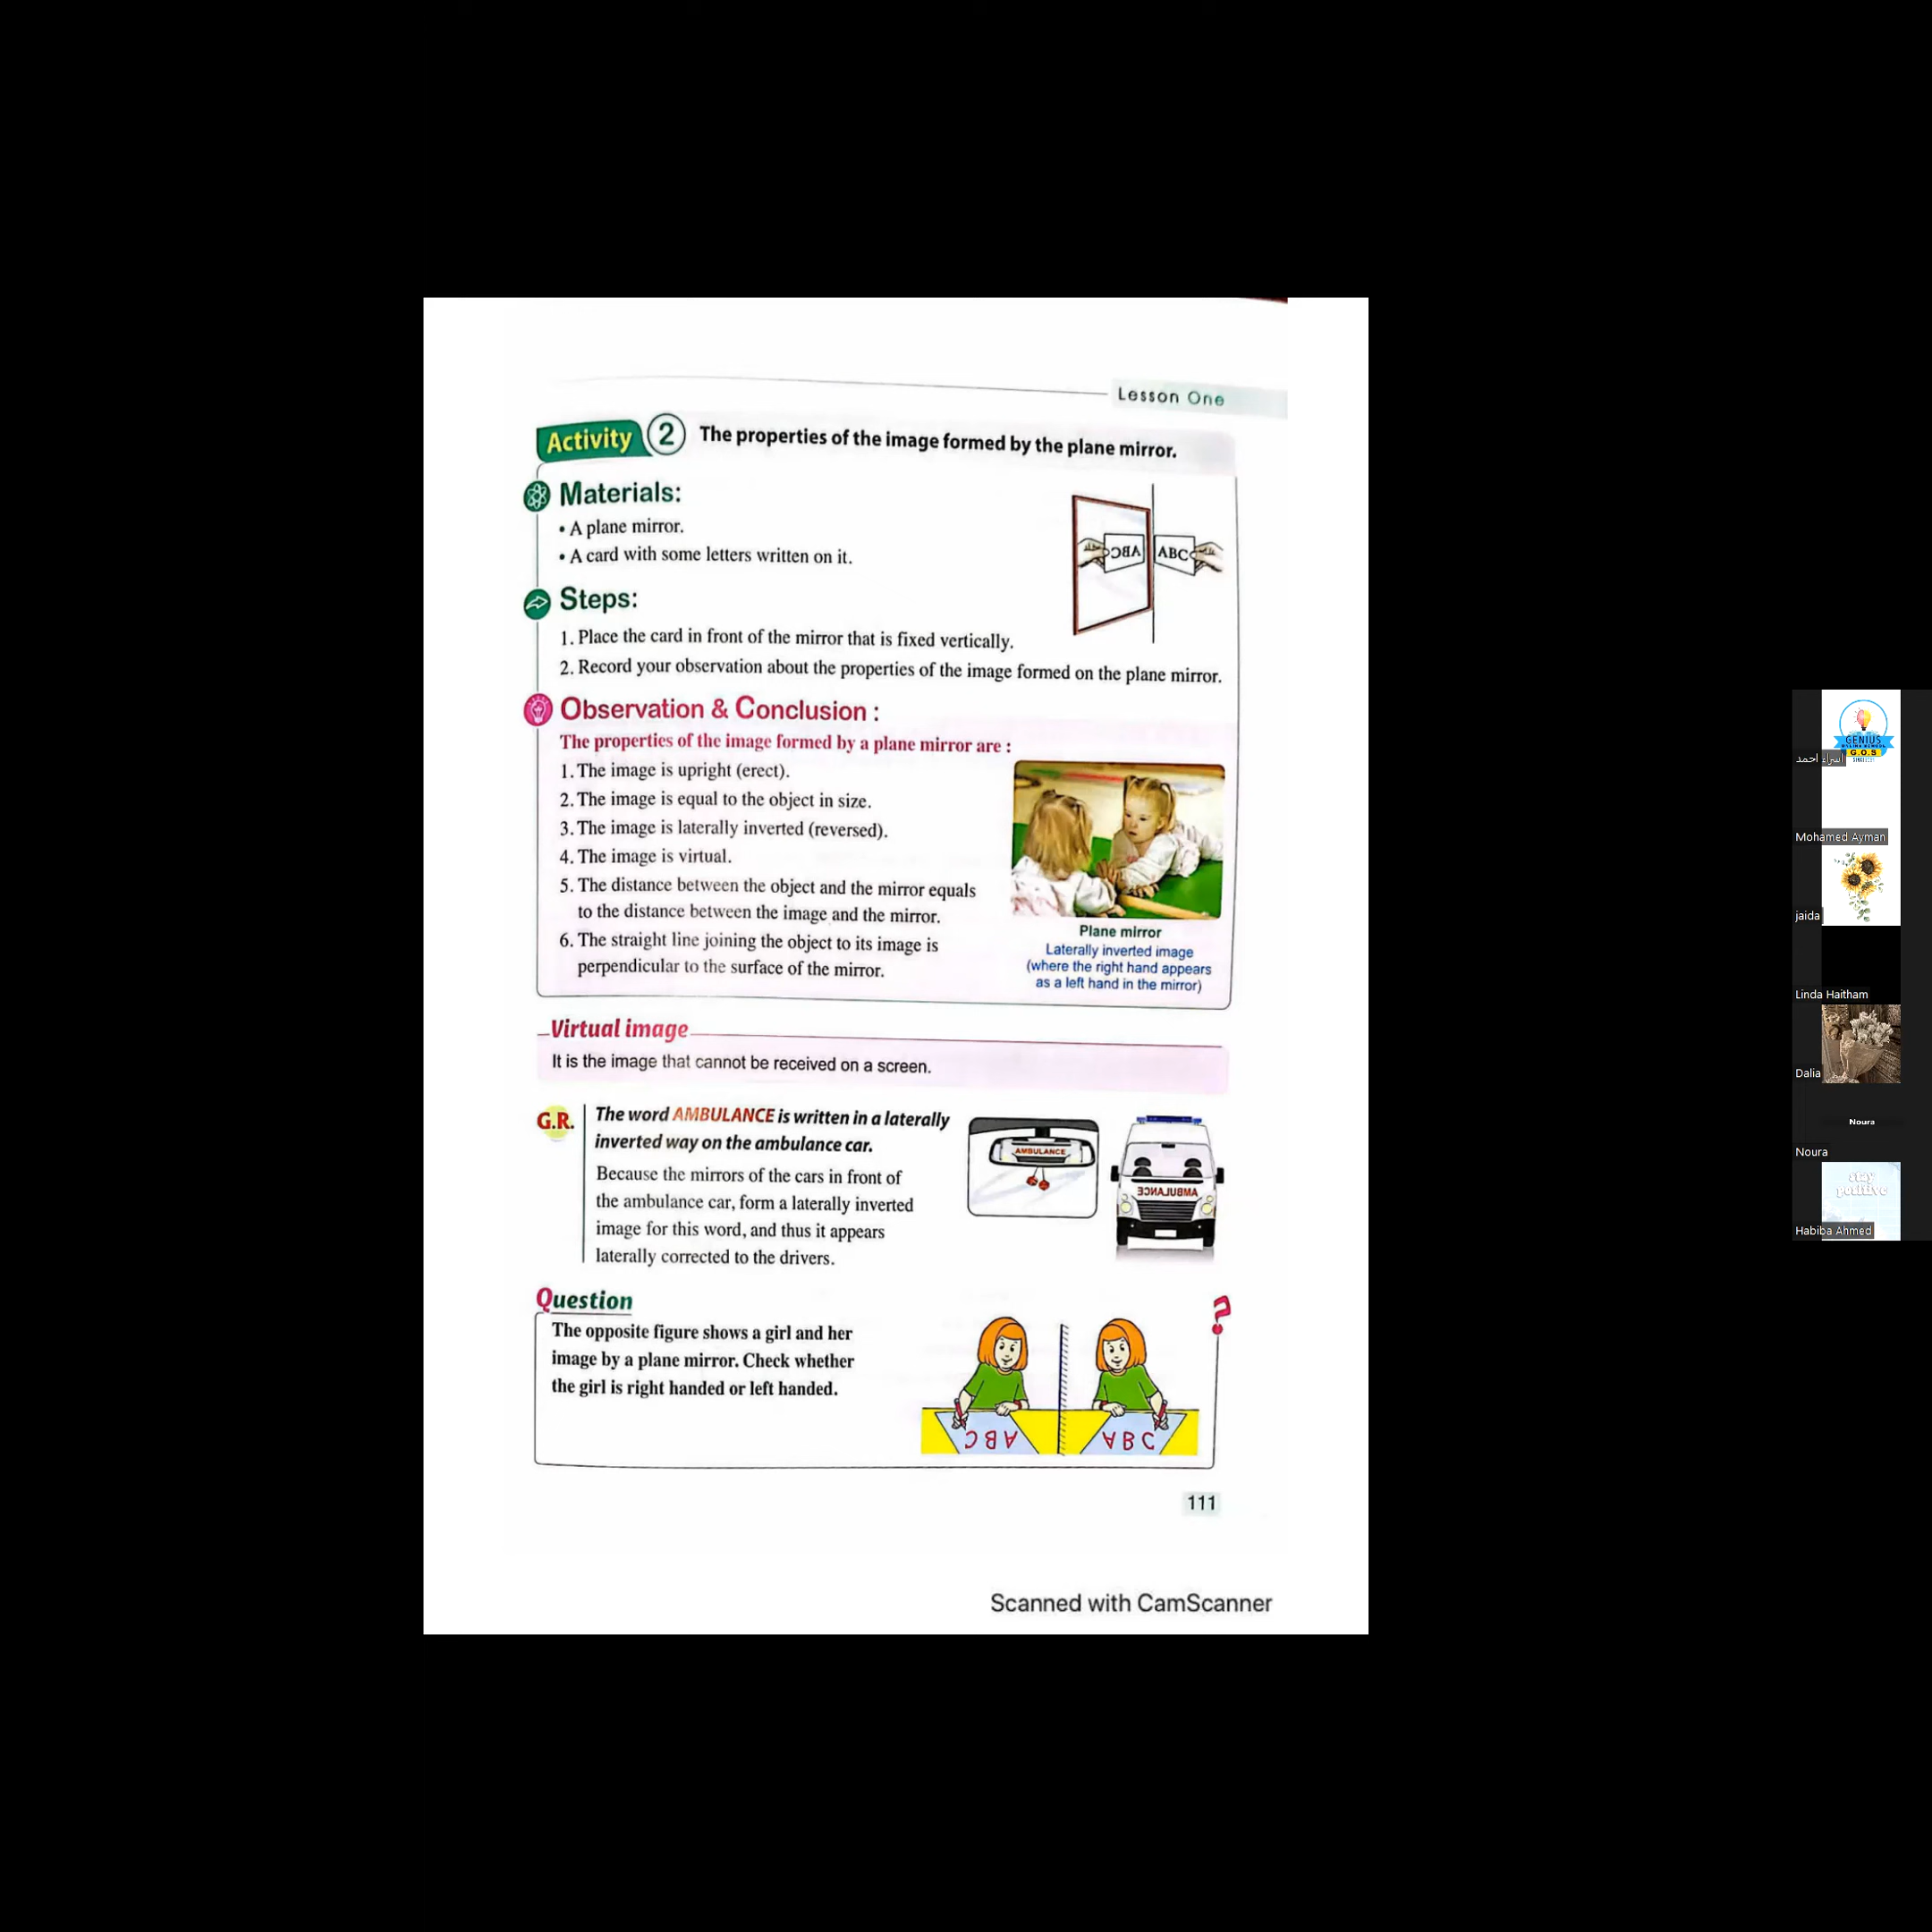 Lesson One
Activity 2 The properties of the image formed by the plane mirror.
Materials:
• A plane mirror.
• A card with some letters written on it.
ABC ABC
Steps:
1. Place the card in front of the mirror that is fixed vertically.
2. Record your observation about the properties of the image formed on the plane mirror.
Observation & Conclusion :
The properties of the image formed by a plane mirror are :
1. The image is upright (erect).
2. The image is equal to the object in size.
3. The image is laterally inverted (reversed).
4. The image is virtual.
5. The distance between the object and the mirror equals
to the distance between the image and the mirror.
6. The straight line joining the object to its image is
perpendicular to the surface of the mirror.
Plane mirror
Laterally inverted image
(where the right hand appears
as a left hand in the mirror)
Virtual image
It is the image that cannot be received on a screen.
G.R.
The word AMBULANCE is written in a laterally
inverted way on the ambulance car.
Because the mirrors of the cars in front of
the ambulance car, form a laterally inverted
image for this word, and thus it appears
laterally corrected to the drivers.
AMBULANCE
AMBULANCE
Question
The opposite figure shows a girl and her
image by a plane mirror. Check whether
the girl is right handed or left handed.
ABC ABC
?
111
Scanned with CamScanner
GENIUS
G.O.S
اسراء احمد
Mohamed Ayman
jaida
Linda Haitham
Dalia
Noura
Noura
stay
positive
Habiba Ahmed